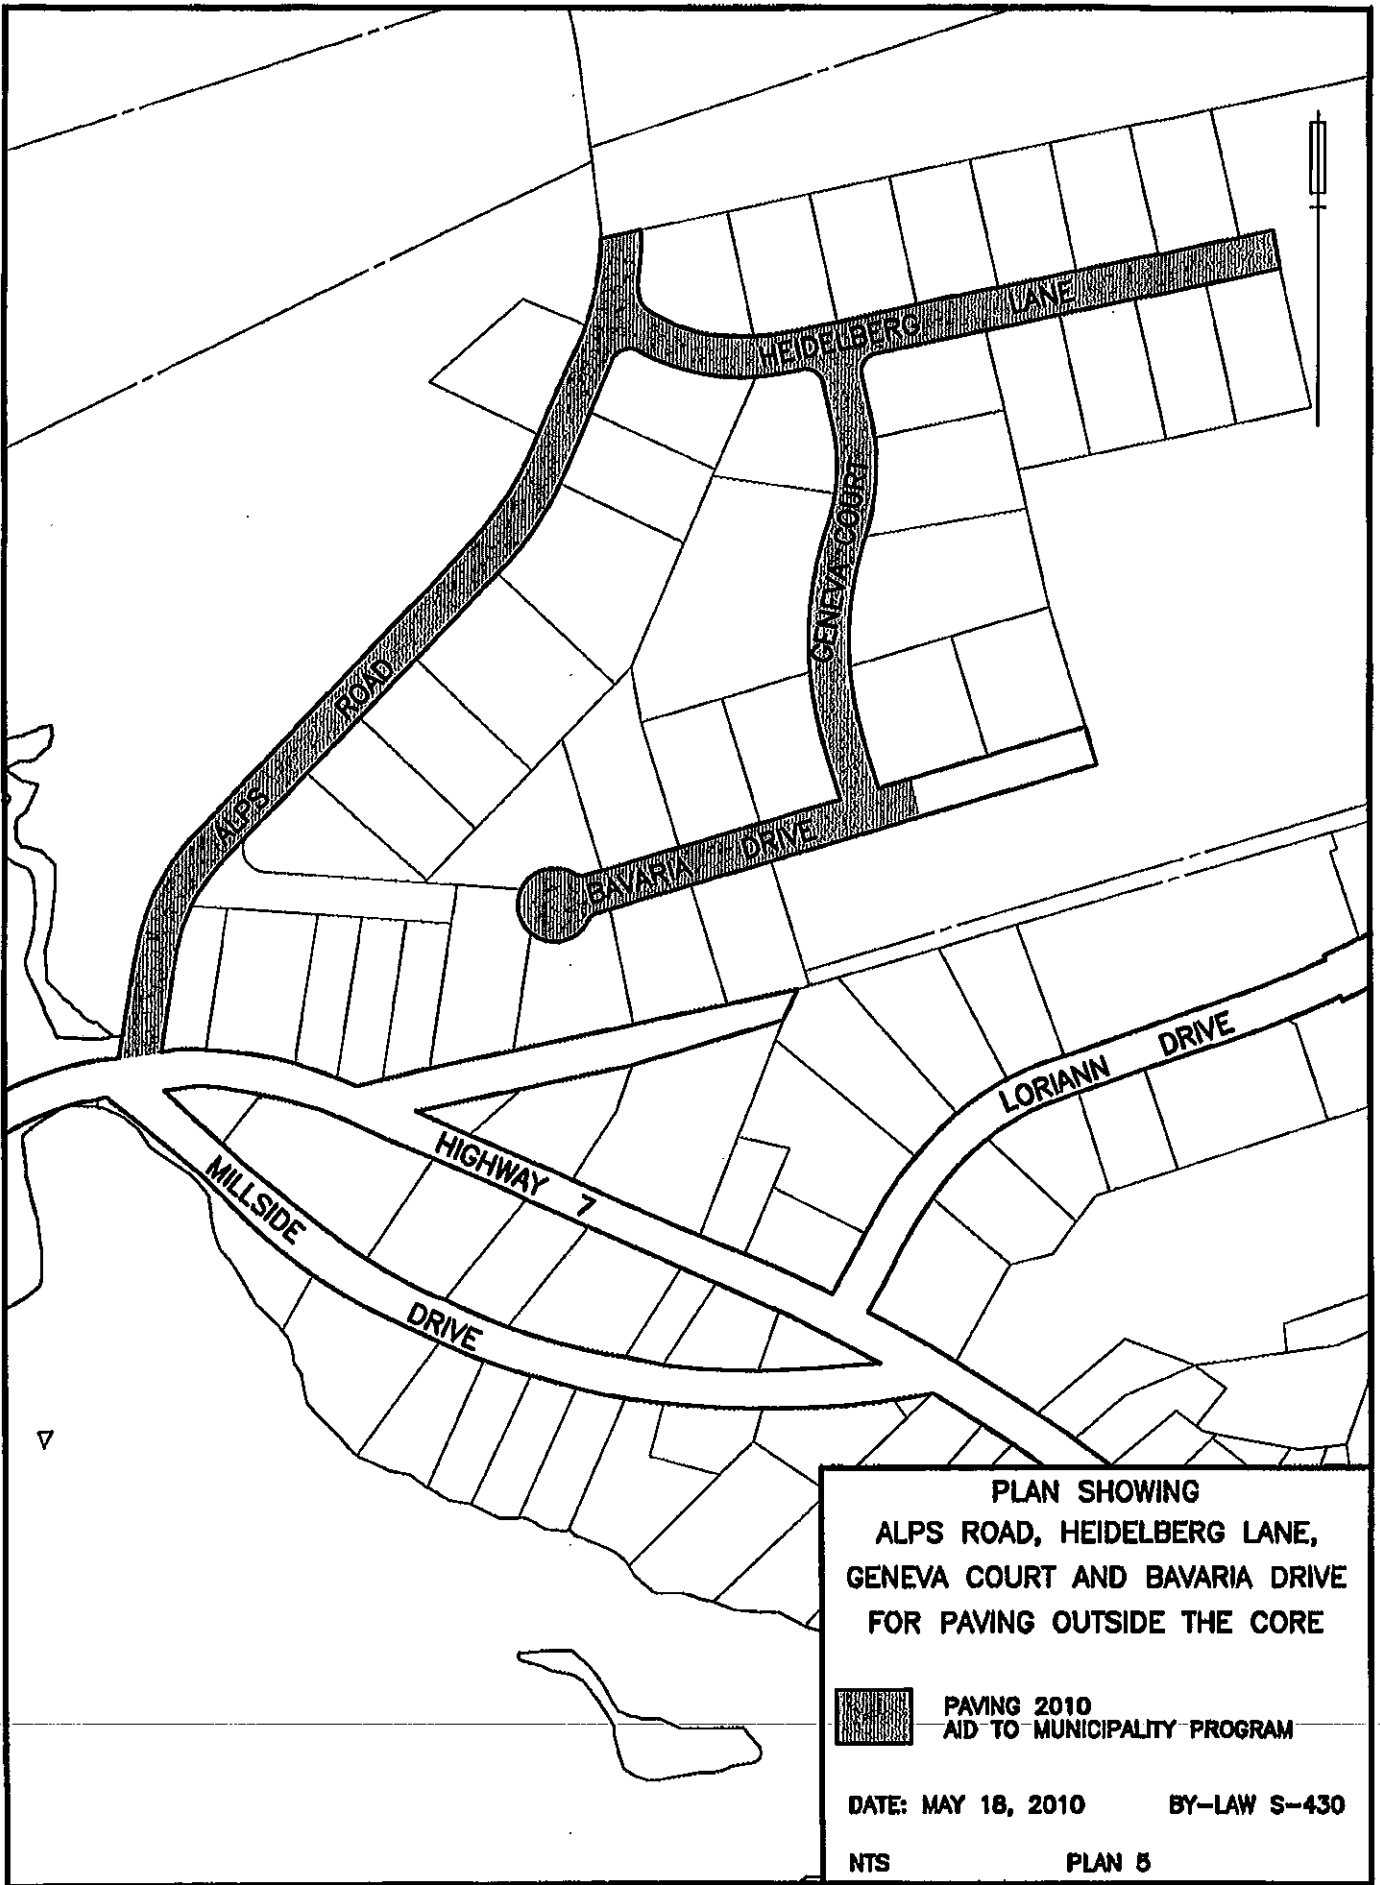 HEIDELBERG LANE
GENEVA COURT
ALPS ROAD
BAVARIA DRIVE
LORIANN DRIVE
HIGHWAY 7
MILLSIDE DRIVE
PLAN SHOWING
ALPS ROAD, HEIDELBERG LANE,
GENEVA COURT AND BAVARIA DRIVE
FOR PAVING OUTSIDE THE CORE
PAVING 2010
AID TO MUNICIPALITY PROGRAM
DATE: MAY 18, 2010 BY-LAW S-430
NTS PLAN 5